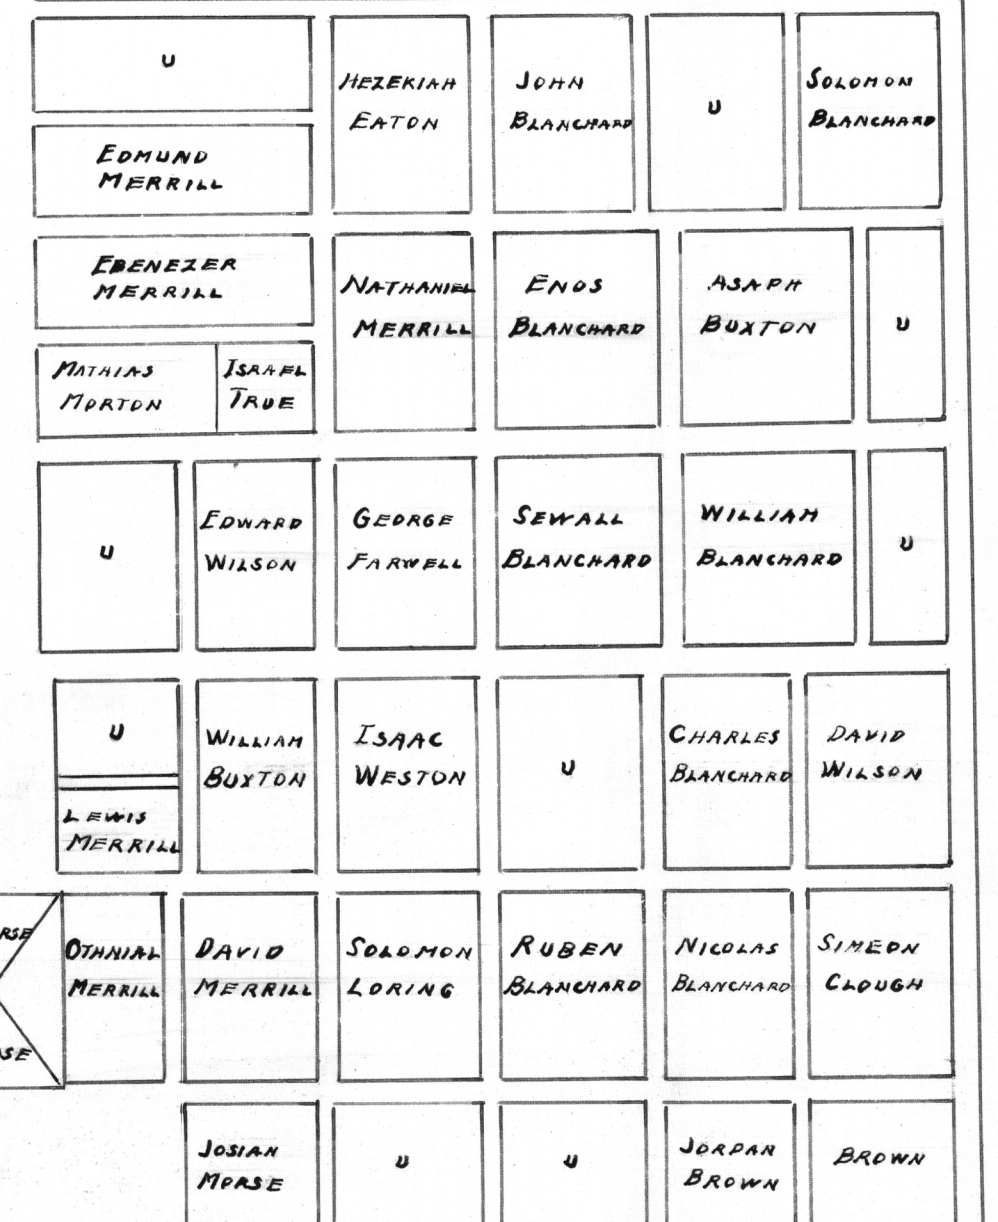 U
HEZEKIAH
EATON
JOHN
BLANCHARD
U
SOLOMON
BLANCHARD
EDMUND
MERRILL
EBENEZER
MERRILL
NATHANIEL
MERRILL
ENOS
BLANCHARD
ASAPH
BUXTON
U
MATHIAS
MORTON
ISRAEL
TRUE
U
EDWARD
WILSON
GEORGE
FARWELL
SEWALL
BLANCHARD
WILLIAM
BLANCHARD
U
U
LEWIS
MERRILL
WILLIAM
BUXTON
ISAAC
WESTON
U
CHARLES
BLANCHARD
DAVID
WILSON
RSE
SE
OTHNIAL
MERRILL
DAVID
MERRILL
SOLOMON
LORING
RUBEN
BLANCHARD
NICOLAS
BLANCHARD
SIMEON
CLOUGH
JOSIAH
MORSE
U
U
JORDAN
BROWN
BROWN